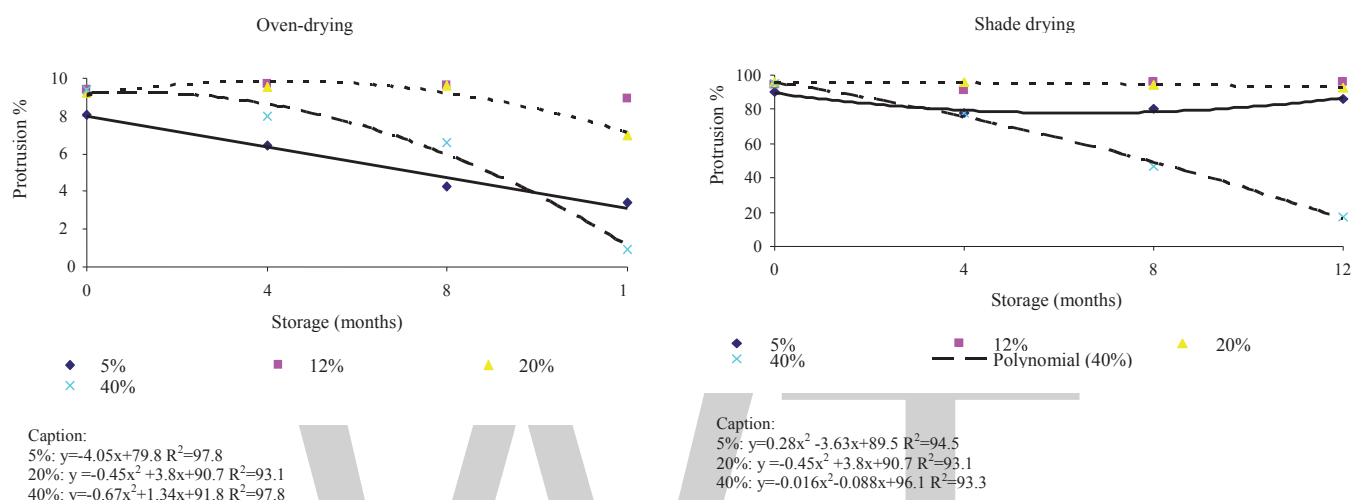 Oven-drying
Protrusion %
10
8
6
4
2
0
0 4 8 1
Storage (months)
5% 12% 20%
40%
Caption:
5%: y=-4.05x+79.8 R²=97.8
20%: y =-0.45x² +3.8x+90.7 R²=93.1
40%: y=-0.67x²+1.34x+91.8 R²=97.8
Shade drying
Protrusion %
100
80
60
40
20
0
0 4 8 12
Storage (months)
5% 12% 20%
40% Polynomial (40%)
Caption:
5%: y=0.28x² -3.63x+89.5 R²=94.5
20%: y =-0.45x² +3.8x+90.7 R²=93.1
40%: y=-0.016x²-0.088x+96.1 R²=93.3